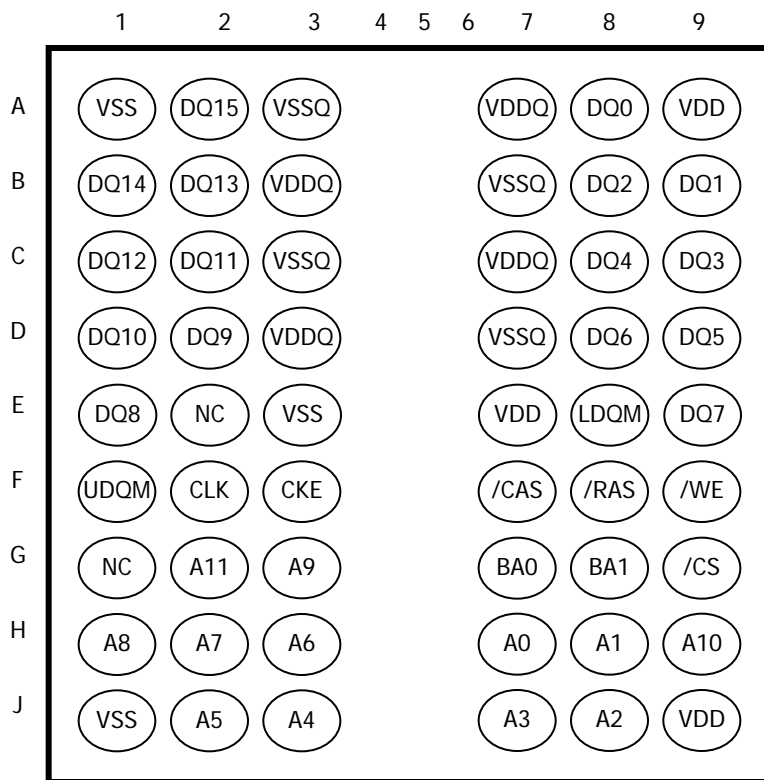 1 2 3 4 5 6 7 8 9
A VSS DQ15 VSSQ VDDQ DQ0 VDD
B DQ14 DQ13 VDDQ VSSQ DQ2 DQ1
C DQ12 DQ11 VSSQ VDDQ DQ4 DQ3
D DQ10 DQ9 VDDQ VSSQ DQ6 DQ5
E DQ8 NC VSS VDD LDQM DQ7
F UDQM CLK CKE /CAS /RAS /WE
G NC A11 A9 BA0 BA1 /CS
H A8 A7 A6 A0 A1 A10
J VSS A5 A4 A3 A2 VDD